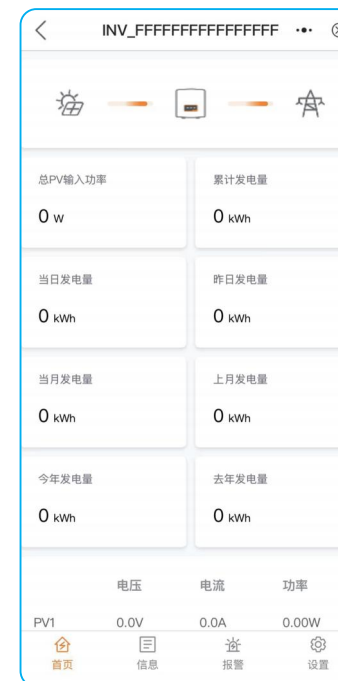 INV_FFFFFFFFFFFFFFFF
总PV输入功率 累计发电量
0 W 0 kWh
当日发电量 昨日发电量
0 kWh 0 kWh
当月发电量 上月发电量
0 kWh 0 kWh
今年发电量 去年发电量
0 kWh 0 kWh
电压 电流 功率
PV1 0.0V 0.0A 0.00W
首页 信息 报警 设置